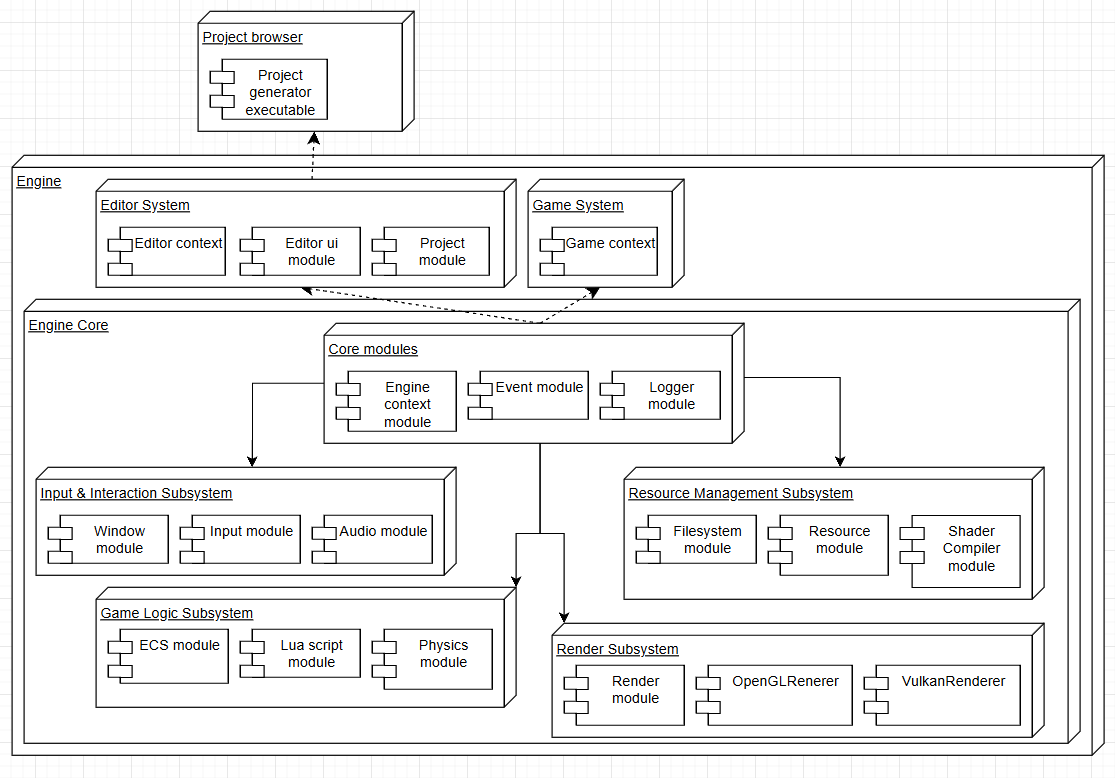 Project browser
Project
generator
executable
Engine
Editor System
Editor context
Editor ui
module
Project
module
Game System
Game context
Engine Core
Core modules
Engine
context
module
Event module
Logger
module
Input & Interaction Subsystem
Window
module
Input module
Audio module
Resource Management Subsystem
Filesystem
module
Resource
module
Shader
Compiler
module
Game Logic Subsystem
ECS module
Lua script
module
Physics
module
Render Subsystem
Render
module
OpenGLRenerer
VulkanRenderer